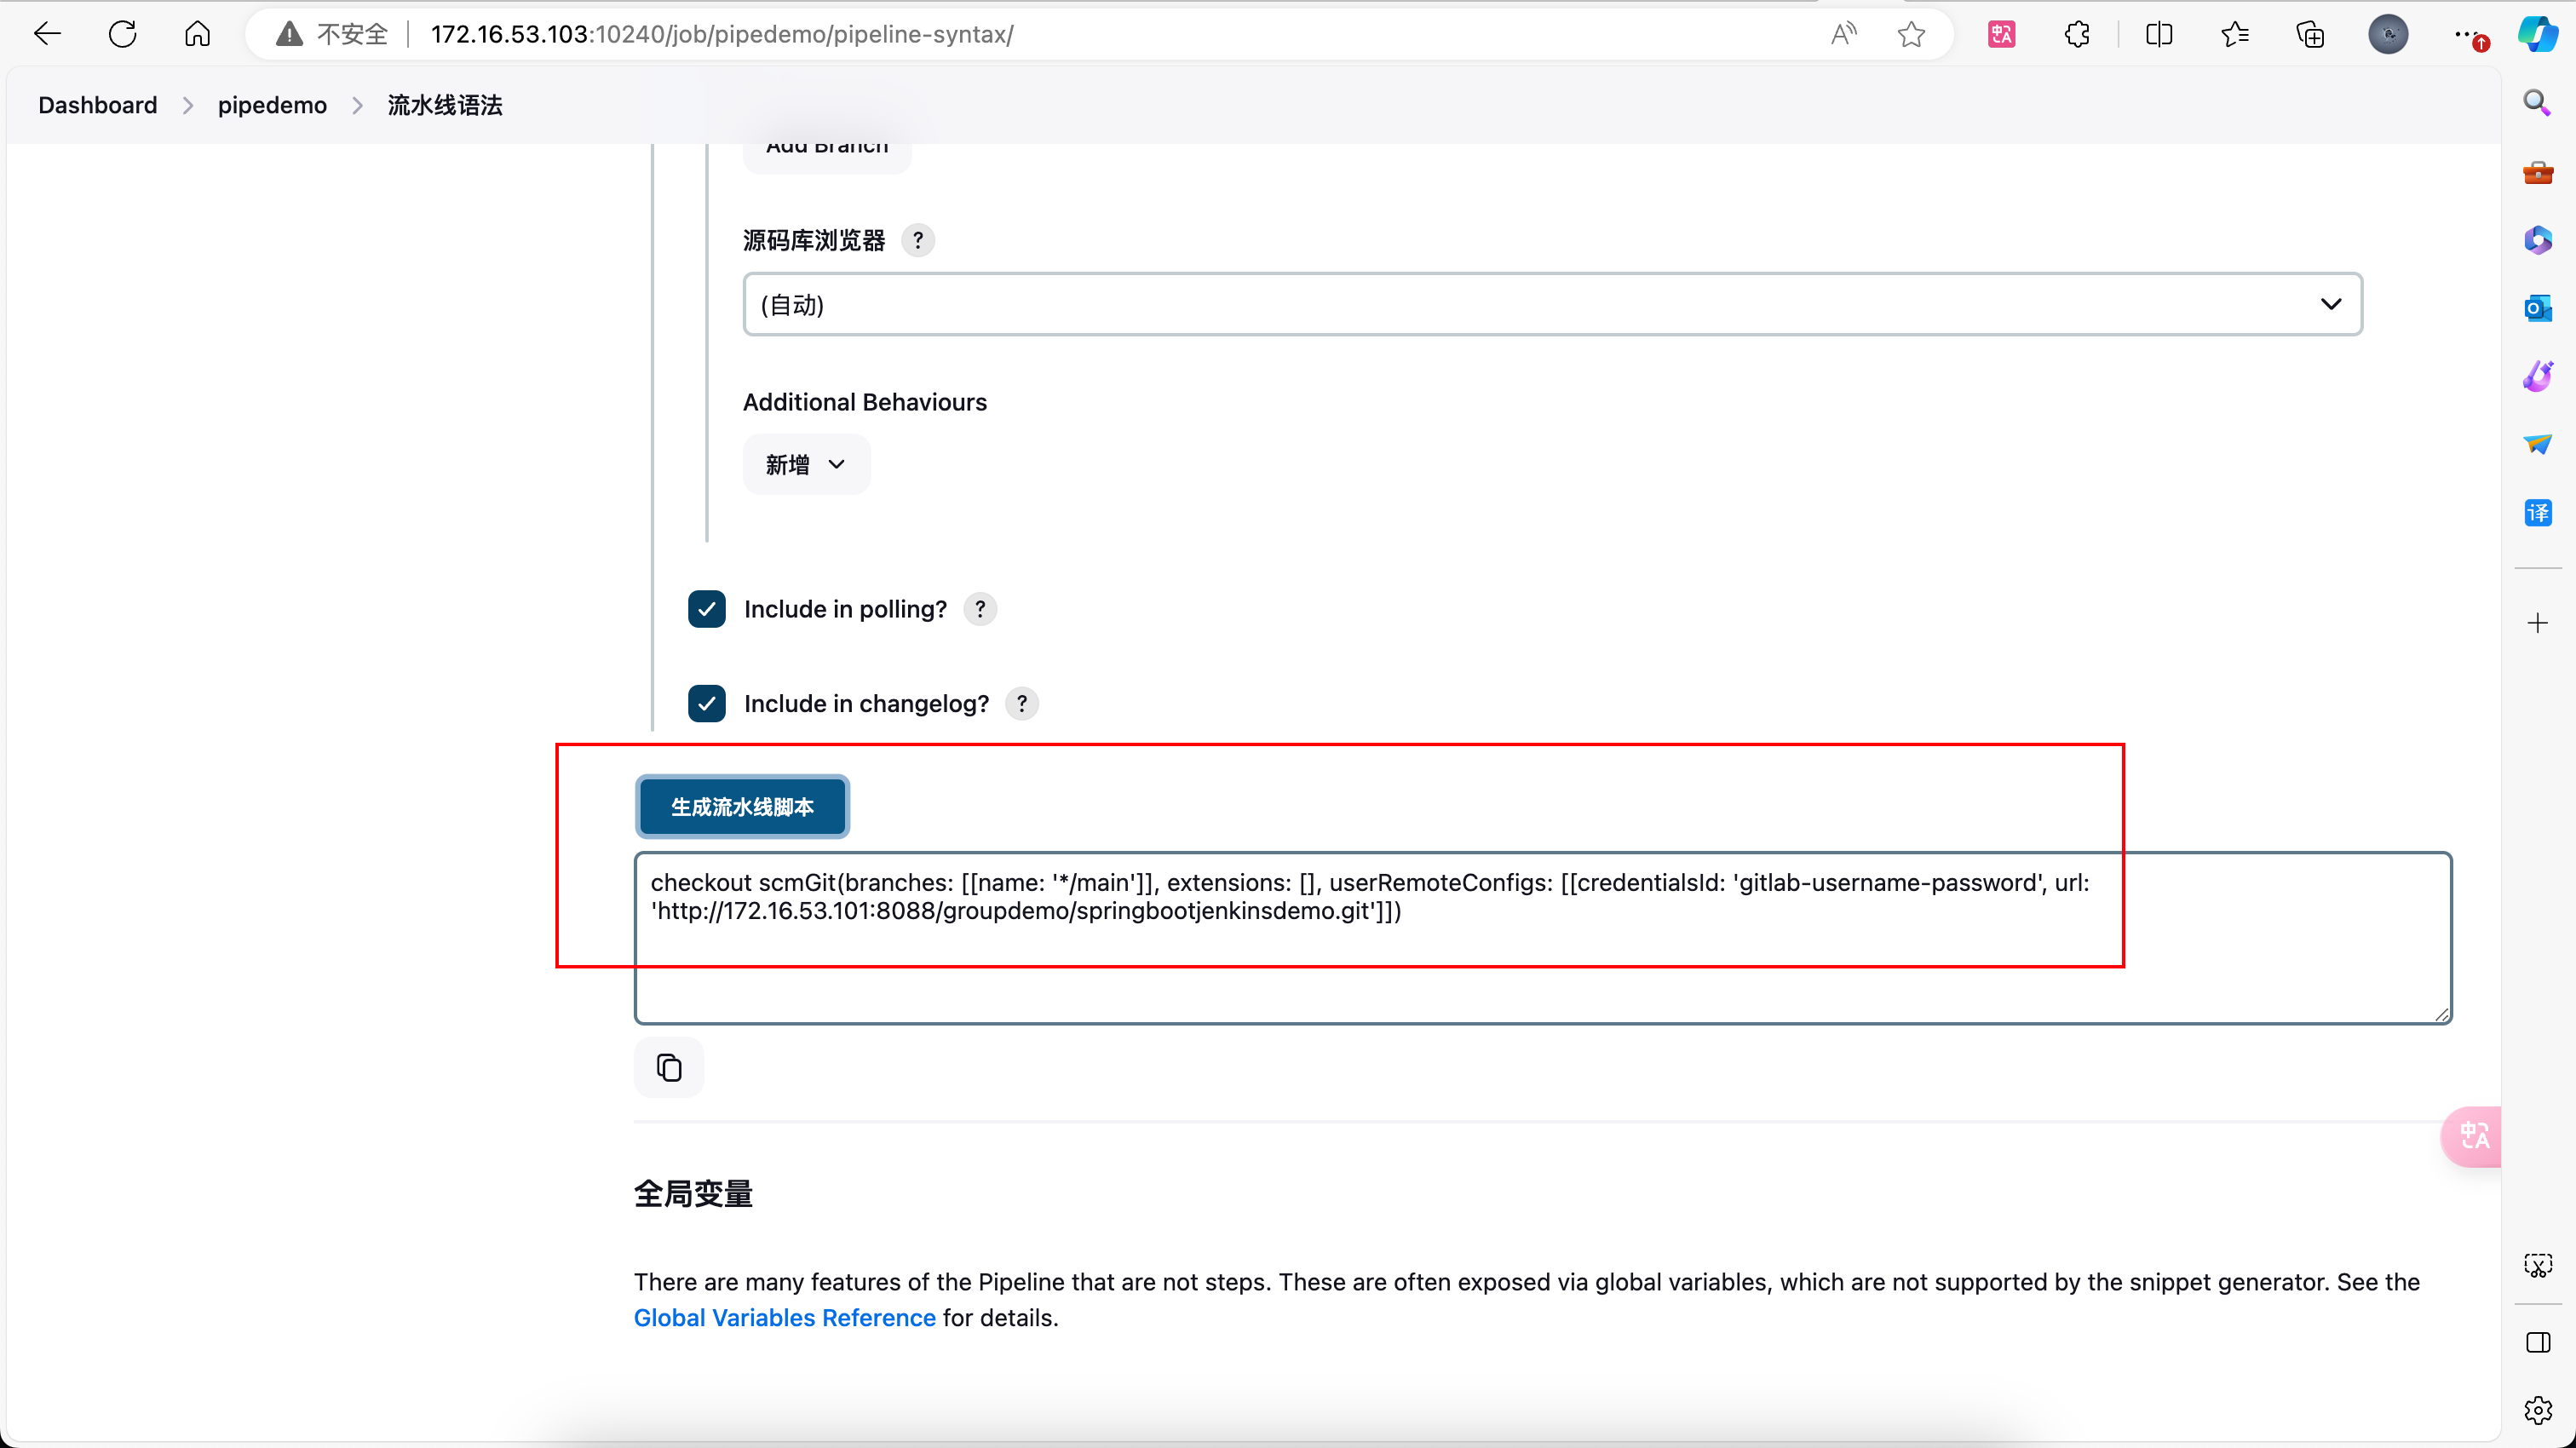 不安全
172.16.53.103:10240/job/pipedemo/pipeline-syntax/
Dashboard > pipedemo > 流水线语法
Add Branch
源码库浏览器 ?
(自动)
Additional Behaviours
新增
Include in polling? ?
Include in changelog? ?
生成流水线脚本
checkout scmGit(branches: [[name: '*/main']], extensions: [], userRemoteConfigs: [[credentialsId: 'gitlab-username-password', url:
'http://172.16.53.101:8088/groupdemo/springbootjenkinsdemo.git']])
全局变量
There are many features of the Pipeline that are not steps. These are often exposed via global variables, which are not supported by the snippet generator. See the
Global Variables Reference for details.
译